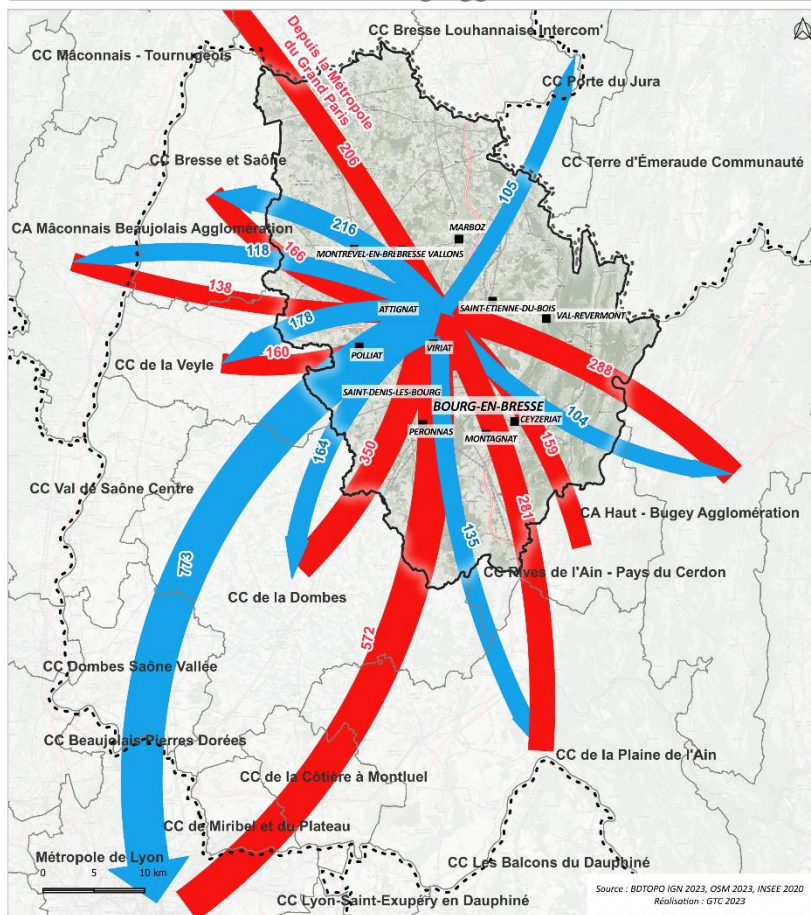 CC Bresse Louhannaise Intercom'
CC Mâconnais - Tournugeois
Depuis la Métropole
du Grand Paris
CC Porte du Jura
206
CC Bresse et Saône
CC Terre d'Émeraude Communauté
105
CA Mâconnais Beaujolais Agglomération
216
MARBOZ
118
166
MONTREVEL-EN-BRE
BRESSE VALLONS
138
178
ATTIGNAT
SAINT-ETIENNE-DU-BOIS
VAL-REVERMONT
CC de la Veyle
160
POLLIAT
VIRIAT
288
SAINT-DENIS-LES-BOURG
BOURG-EN-BRESSE
104
PERONNAS
CEYZERIAT
MONTAGNAT
164
350
159
CC Val de Saône Centre
281
CA Haut - Bugey Agglomération
135
773
CC Rives de l'Ain - Pays du Cerdon
CC de la Dombes
572
CC Dombes Saône Vallée
CC Beaujolais Pierres Dorées
CC de la Plaine de l'Ain
CC de la Côtière à Montluel
CC de Miribel et du Plateau
Métropole de Lyon
CC Les Balcons du Dauphiné
0 5 10 km
CC Lyon-Saint-Exupéry en Dauphiné
Source : BDTOPO IGN 2023, OSM 2023, INSEE 2020
Réalisation : GTC 2023